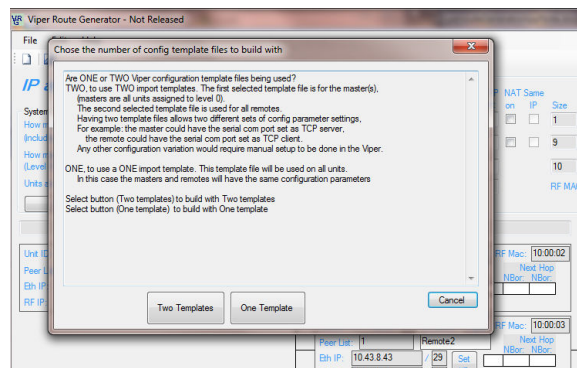 Viper Route Generator - Not Released
File
Chose the number of config template files to build with
Are ONE or TWO Viper configuration template files being used?
TWO, to use TWO import templates. The first selected template file is for the master(s),
(masters are all units assigned to level 0).
The second selected template file is used for all remotes.
Having two template files allows two different sets of config parameter settings,
For example: the master could have the serial com port set as TCP server,
the remote could have the serial com port set as TCP client.
Any other configuration variation would require manual setup to be done in the Viper.
ONE, to use a ONE import template. This template file will be used on all units.
In this case the masters and remotes will have the same configuration parameters
Select button (Two templates) to build with Two templates
Select button (One template) to build with One template
Two Templates
One Template
Cancel
IP
NAT Same
on IP Size
System
1
How m
(includ
9
How m
(Level
10
Units a
RF MA
Unit ID
RF Mac: 10:00:02
Peer L
Next Hop
Eth IP:
NBor: NBor:
RF IP:
RF Mac: 10:00:03
Peer List: 1 Remote2 Next Hop
NBor: NBor:
Eth IP: 10.43.8.43 / 29 Set